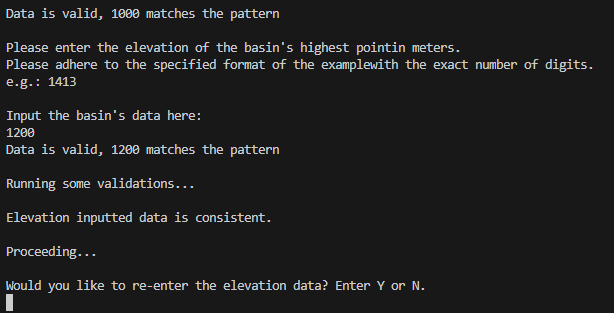 Data is valid, 1000 matches the pattern
Please enter the elevation of the basin's highest pointin meters.
Please adhere to the specified format of the examplewith the exact number of digits.
e.g.: 1413
Input the basin's data here:
1200
Data is valid, 1200 matches the pattern
Running some validations...
Elevation inputted data is consistent.
Proceeding...
Would you like to re-enter the elevation data? Enter Y or N.